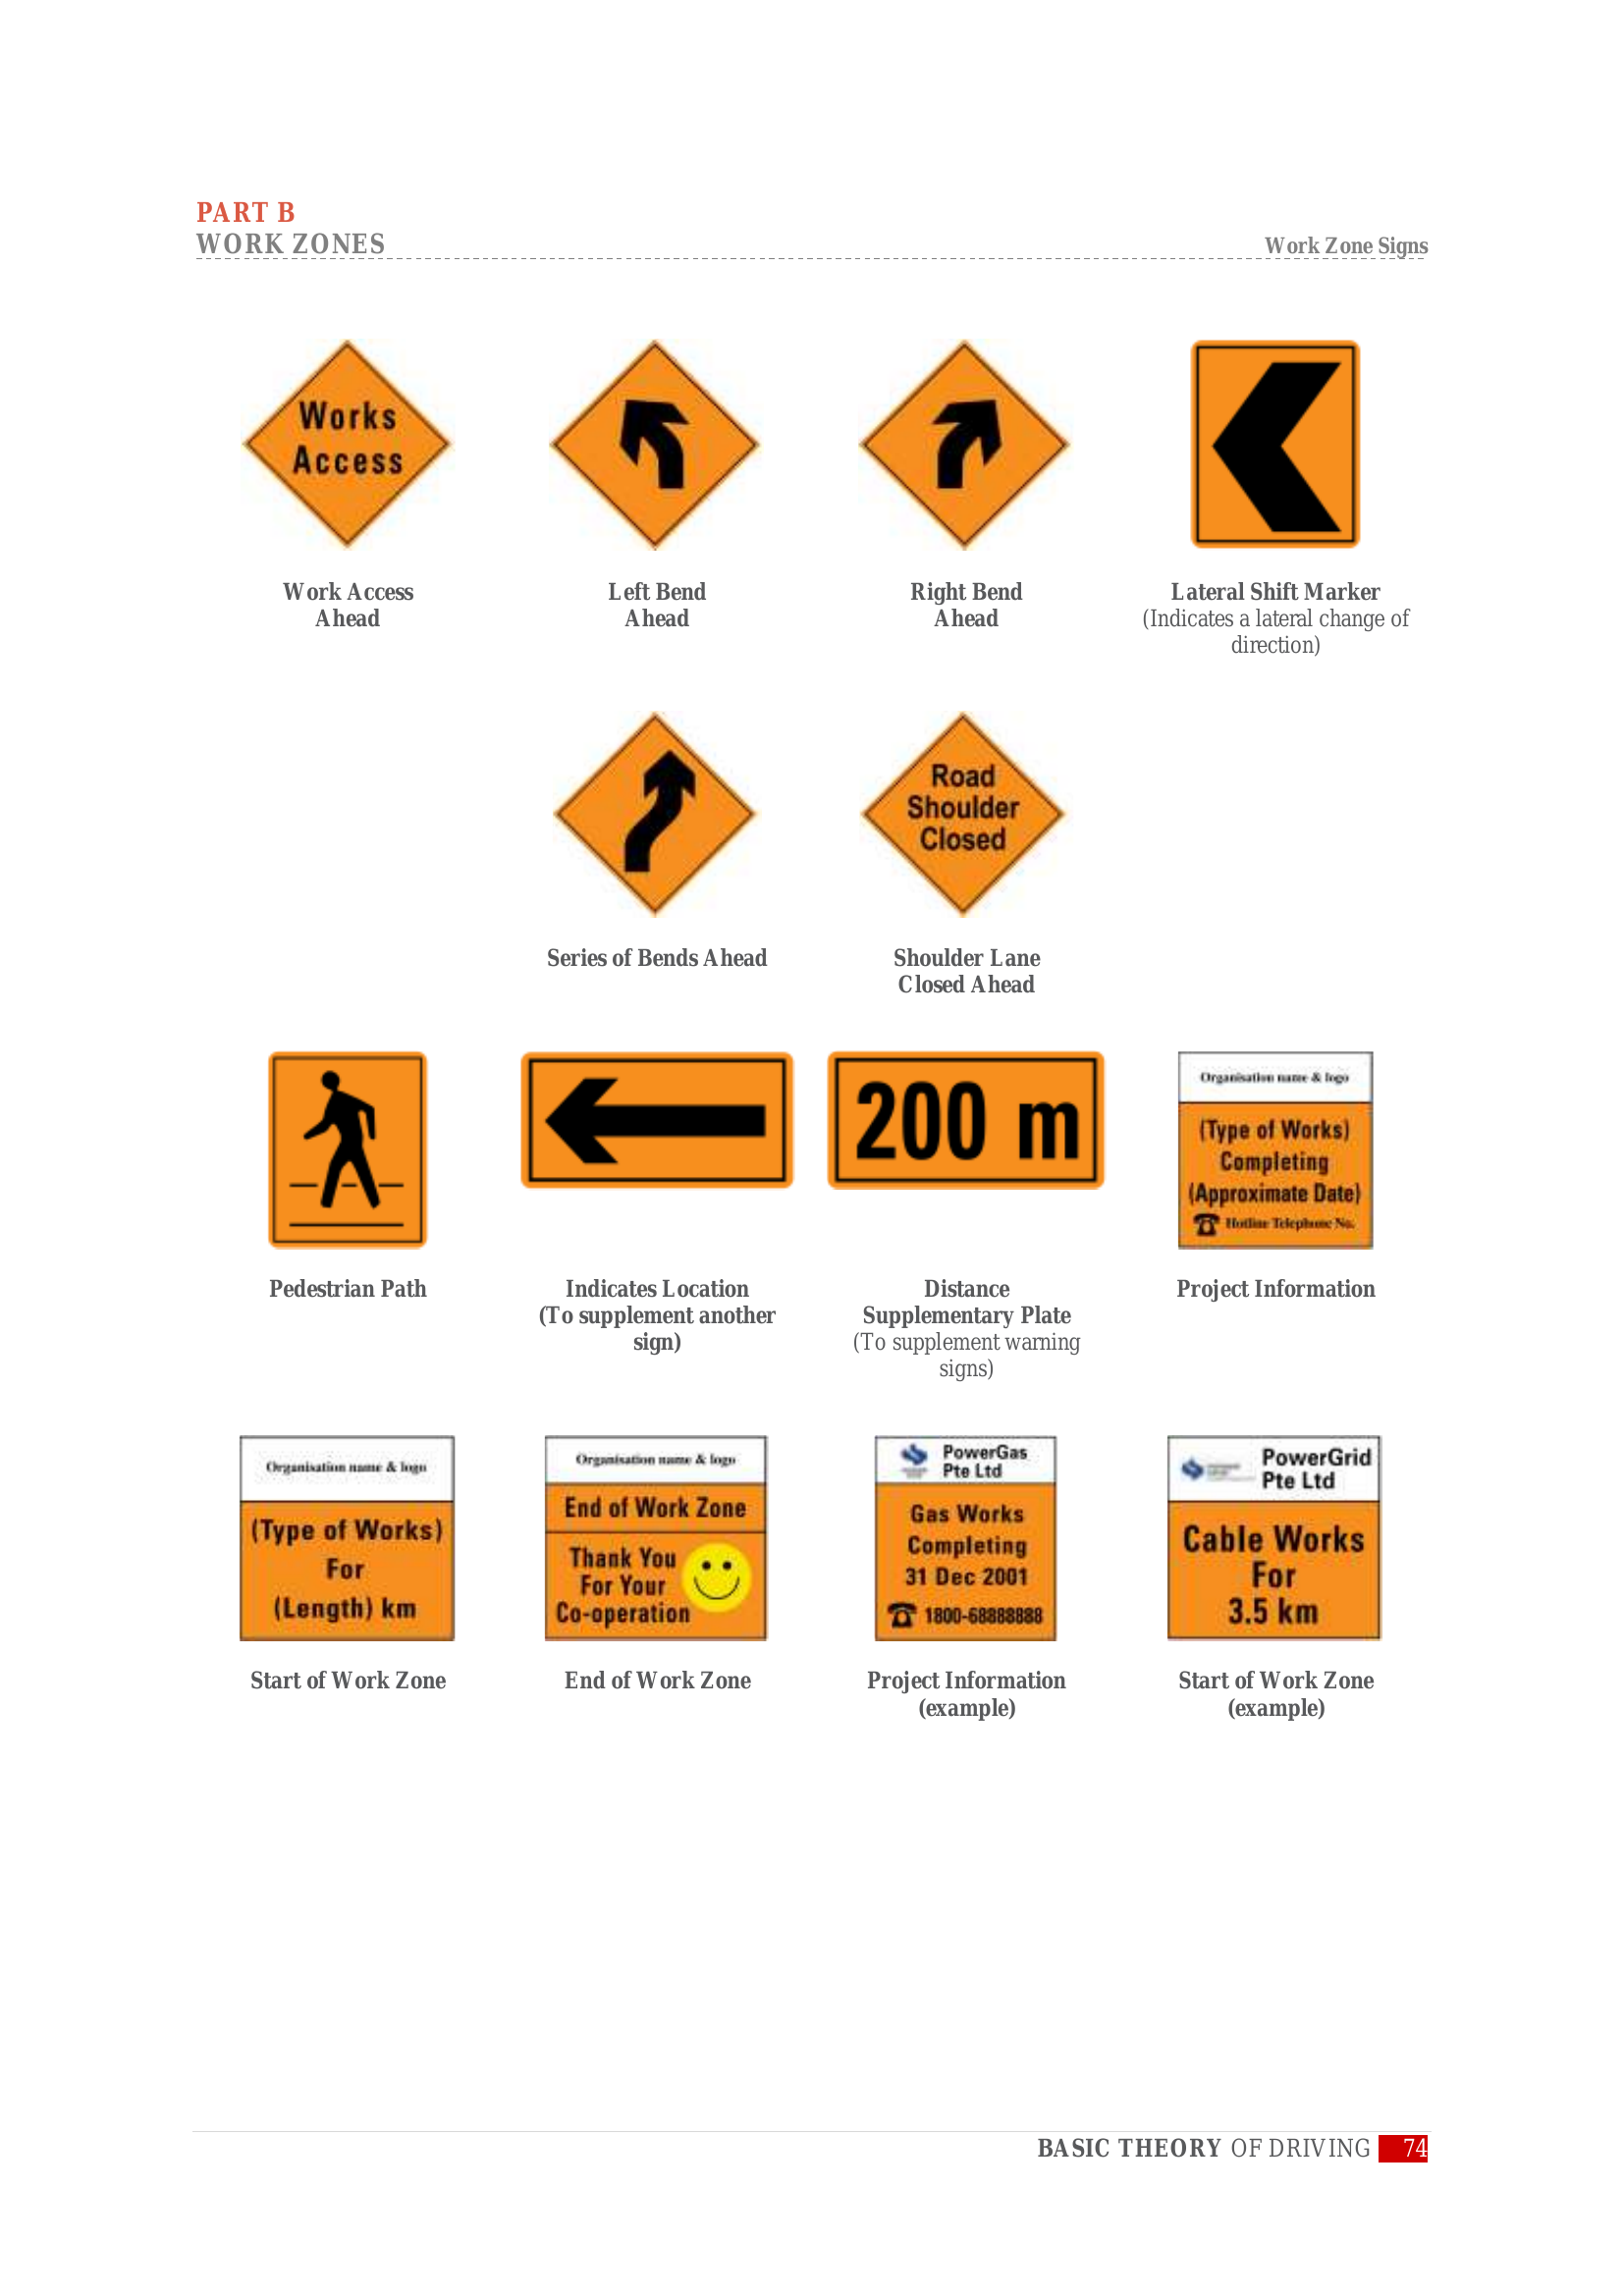 PART B
WORK ZONES
Work Zone Signs
Works
Access
Work Access
Ahead
Left Bend
Ahead
Right Bend
Ahead
Lateral Shift Marker
(Indicates a lateral change of
direction)
Road
Shoulder
Closed
Series of Bends Ahead
Shoulder Lane
Closed Ahead
200 m
Organisation name & logo
(Type of Works)
Completing
(Approximate Date)
Hotline Telephone No.
Pedestrian Path
Indicates Location
(To supplement another
sign)
Distance
Supplementary Plate
(To supplement warning
signs)
Project Information
Organisation name & logo
(Type of Works)
For
(Length) km
Organisation name & logo
End of Work Zone
Thank You
For Your
Co-operation
PowerGas
Pte Ltd
Gas Works
Completing
31 Dec 2001
1800-68888888
PowerGrid
Pte Ltd
Cable Works
For
3.5 km
Start of Work Zone
End of Work Zone
Project Information
(example)
Start of Work Zone
(example)
BASIC THEORY OF DRIVING 74